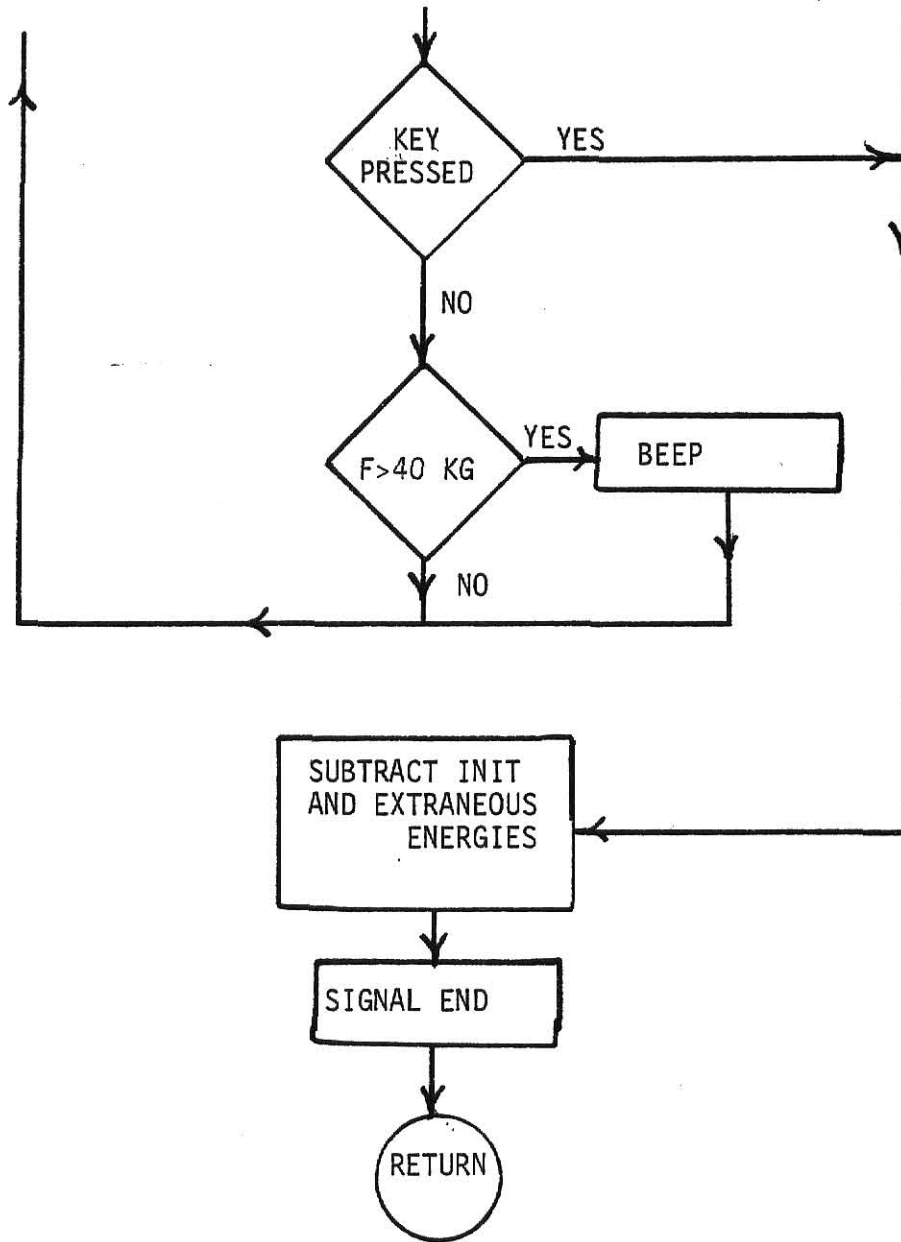 KEY
PRESSED
YES
NO
F>40 KG
YES
BEEP
NO
SUBTRACT INIT
AND EXTRANEOUS
ENERGIES
SIGNAL END
RETURN